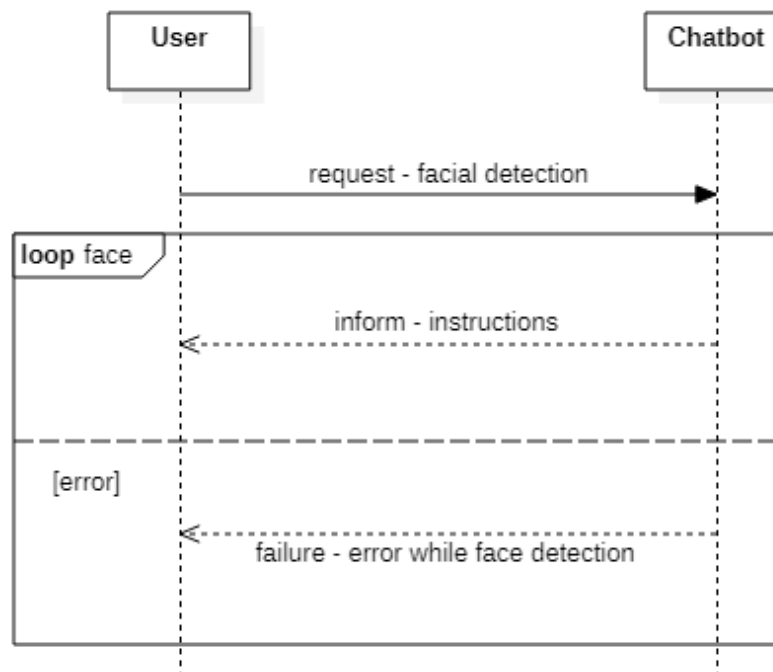 User
Chatbot
request - facial detection
loop face
inform - instructions
[error]
failure - error while face detection